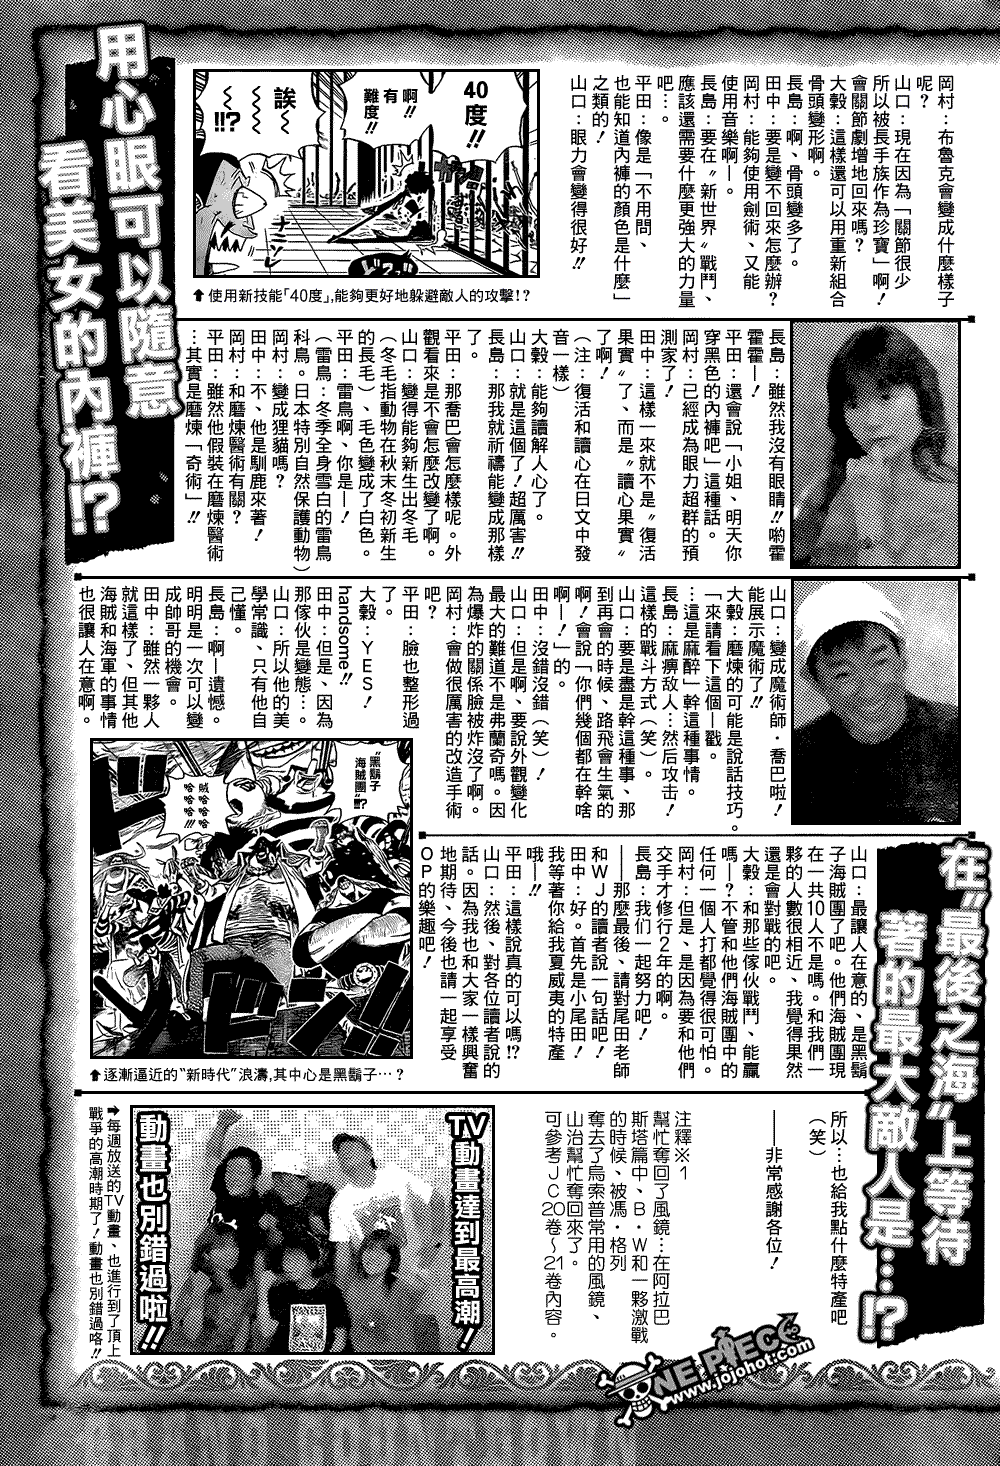 岡村：布魯克會變成什麼樣子
呢？
山口：現在因為「關節很少
所以被長手族作為珍寶」啊！
會關節劇增地回來嗎？
大穀：這樣還可以用重新組合
骨頭變形啊。
長島：啊、骨頭變多了。
田中：要是變不回來怎麼辦？
岡村：能夠使用劍術、又能
使用音樂啊—。
長島：要在〝新世界〞戰鬥、
應該還需要什麼更強大的力量
吧…。
平田：像是「不用問、
也能知道內褲的顏色是什麼」
之類的！
山口：眼力會變得很好!!
40度!!
啊!!
有
難度!!
誒～～～!!?
⬆使用新技能「40度」,能夠更好地躲避敵人的攻擊!?
用心眼可以隨意
看美女的內褲!?
長島：雖然我沒有眼睛!!喲霍
霍霍—！
平田：還會說「小姐、明天你
穿黑色的內褲吧」這種話。
岡村：已經成為眼力超群的預
測家了！
田中：這樣一來就不是〝復活
果實〞了、而是〝讀心果實〞
了啊！
（注：復活和讀心在日文中發
音一樣）
大穀：能夠讀解人心了。
山口：就是這個了！超厲害!!
長島：那我就祈禱能變成那樣
了。
平田：那喬巴會怎麼樣呢。外
觀看來是不會怎麼改變了啊。
山口：變得能夠新生出冬毛
（冬毛指動物在秋末冬初新生
的長毛）、毛色變成了白色。
平田：雷鳥啊、你是—！
（雷鳥：冬季全身雪白的雷鳥
科鳥。日本特別自然保護動物）
岡村：變成狸貓嗎？
田中：不、他是馴鹿來著！
岡村：和磨煉醫術有關？
平田：雖然他假裝在磨煉醫術
…其實是磨煉「奇術」!!
山口：變成魔術師・喬巴啦！
能展示魔術了!!
大穀：磨煉的可能是說話技巧。
「來請看下這個—戳。
…這是麻醉」幹這種事情。
長島：麻痹敌人…然后攻击！
這樣的戰斗方式（笑）。
山口：要是盡是幹這種事、那
到再會的時候、路飛會生氣的
啊！會說「你們幾個都在幹啥
啊—！」的。
田中：沒錯沒錯（笑）！
山口：但是啊、要說外觀變化
最大的難道不是弗蘭奇嗎。因
為爆炸的關係臉被炸沒了啊。
岡村：會做很厲害的改造手術
吧？
平田：臉也整形過
了。
大穀：YES！
handsome!!
田中：但是、因為
那傢伙是變態…。
山口：所以他的美
學常識、只有他自
己懂。
長島：啊—遺憾。
明明是一次可以變
成帥哥的機會。
田中：雖然一夥人
就這樣了、但其他
海賊和海軍的事情
也很讓人在意啊。
〝黑鬍子
海賊團〞!!?
賊哈哈哈
哈哈哈!!!
⬆逐漸逼近的“新時代”浪濤,其中心是黑鬍子…？
在〝最後之海〞上等待
著的最大敵人是…!?
山口：最讓人在意的、是黑鬍
子海賊團了吧。他們海賊團現
在一共10人不是嗎。和我們一
夥的人數很相近、我覺得果然
還是會對戰的吧。
大穀：和那些傢伙戰鬥、能贏
嗎—？不管和他們海賊團中的
任何一個人打都覺得很可怕。
岡村：但是、是因為要和他們
交手才修行2年的啊。
長島：我們一起努力吧！
——那麼最後、請對尾田老師
和WJ的讀者說一句話吧！
田中：好。首先是小尾田！
我等著你給我夏威夷的特產
哦—!!
平田：這樣說真的可以嗎!?
山口：然後、對各位讀者說的
話。因為我也和大家一樣興奮
地期待、今後也請一起享受
OP的樂趣吧！
所以…也給我點什麼特產吧
（笑）
——非常感謝各位！
注釋※1
幫忙奪回了風鏡…在阿拉巴
斯塔篇中、B・W和一夥激戰
的時候、被馮・格列
奪去了烏索普常用的風鏡、
山治幫忙奪回來了。
可參考JC20卷～21卷內容。
TV動畫達到最高潮！
動畫也別錯過啦!!
➡每週放送的TV動畫、也進行到了頂上
戰爭的高潮時期了！動畫也別錯過咯!!
ONE PIECE
www.jojohot.com